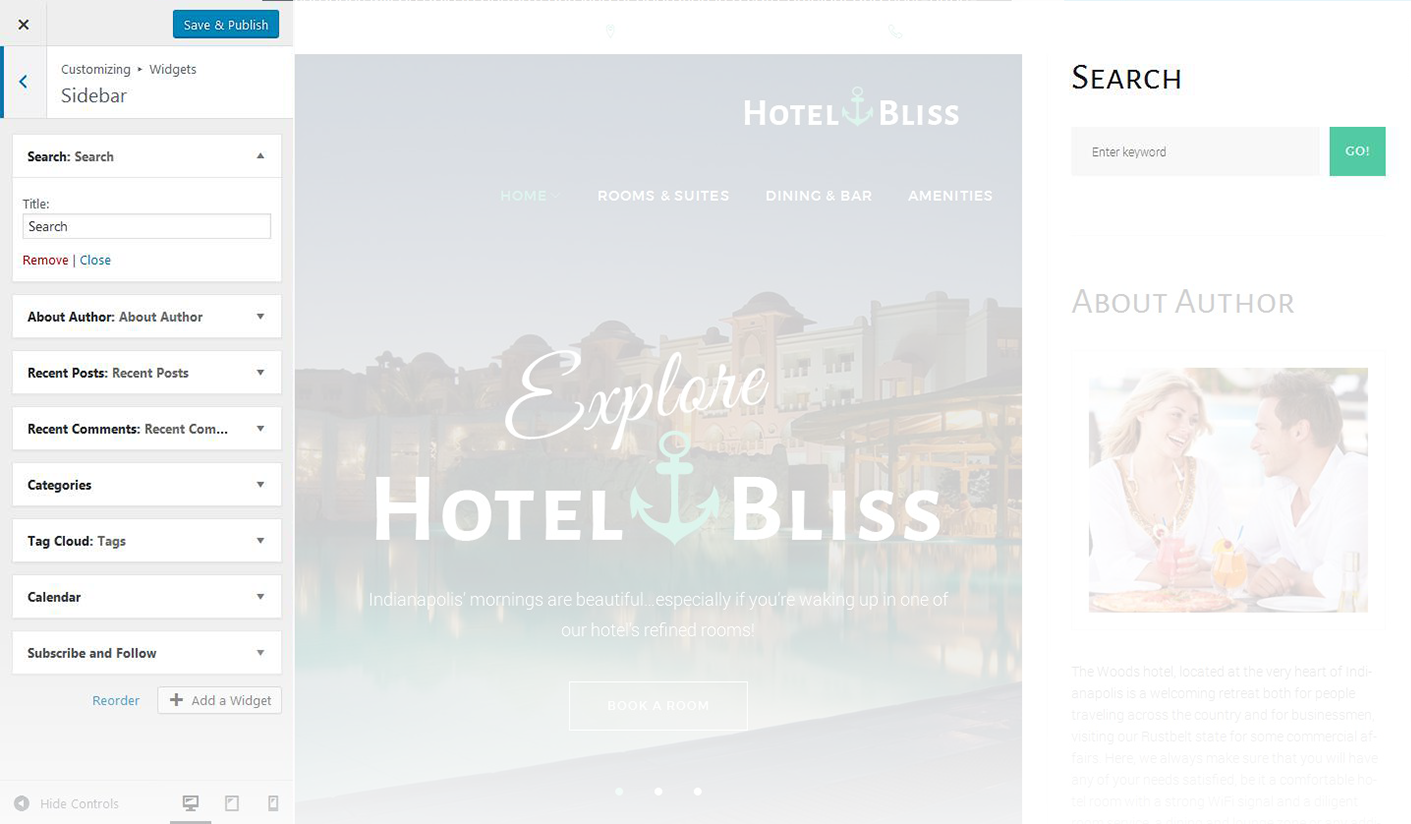 Save & Publish
Customizing ▸ Widgets
Sidebar
Search: Search
Title:
Search
Remove | Close
About Author: About Author
Recent Posts: Recent Posts
Recent Comments: Recent Com...
Categories
Tag Cloud: Tags
Calendar
Subscribe and Follow
Reorder
Add a Widget
Hide Controls
HOTEL BLISS
HOME
ROOMS & SUITES
DINING & BAR
AMENITIES
Explore
HOTEL BLISS
Indianapolis' mornings are beautiful...especially if you're waking up in one of
our hotel's refined rooms!
BOOK A ROOM
SEARCH
Enter keyword
GO!
ABOUT AUTHOR
The Woods hotel, located at the very heart of Indi-
anapolis is a welcoming retreat both for people
traveling across the country and for businessmen,
visiting our Rustbelt state for some commercial af-
fairs. Here, we always make sure that you will have
any of your needs satisfied, be it a comfortable ho-
tel room with a strong WiFi signal and a diligent